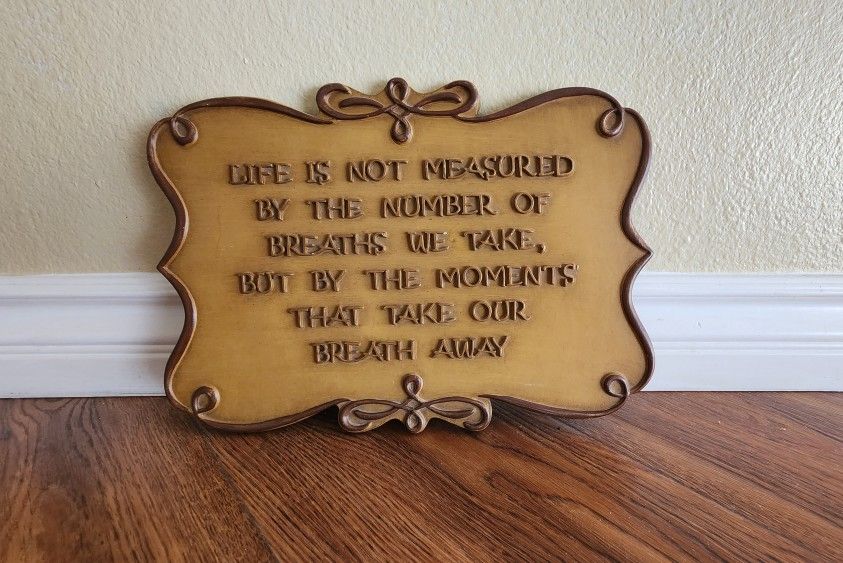 LIFE IS NOT MEASURED
BY THE NUMBER OF
BREATHS WE TAKE,
BUT BY THE MOMENTS
THAT TAKE OUR
BREATH AWAY